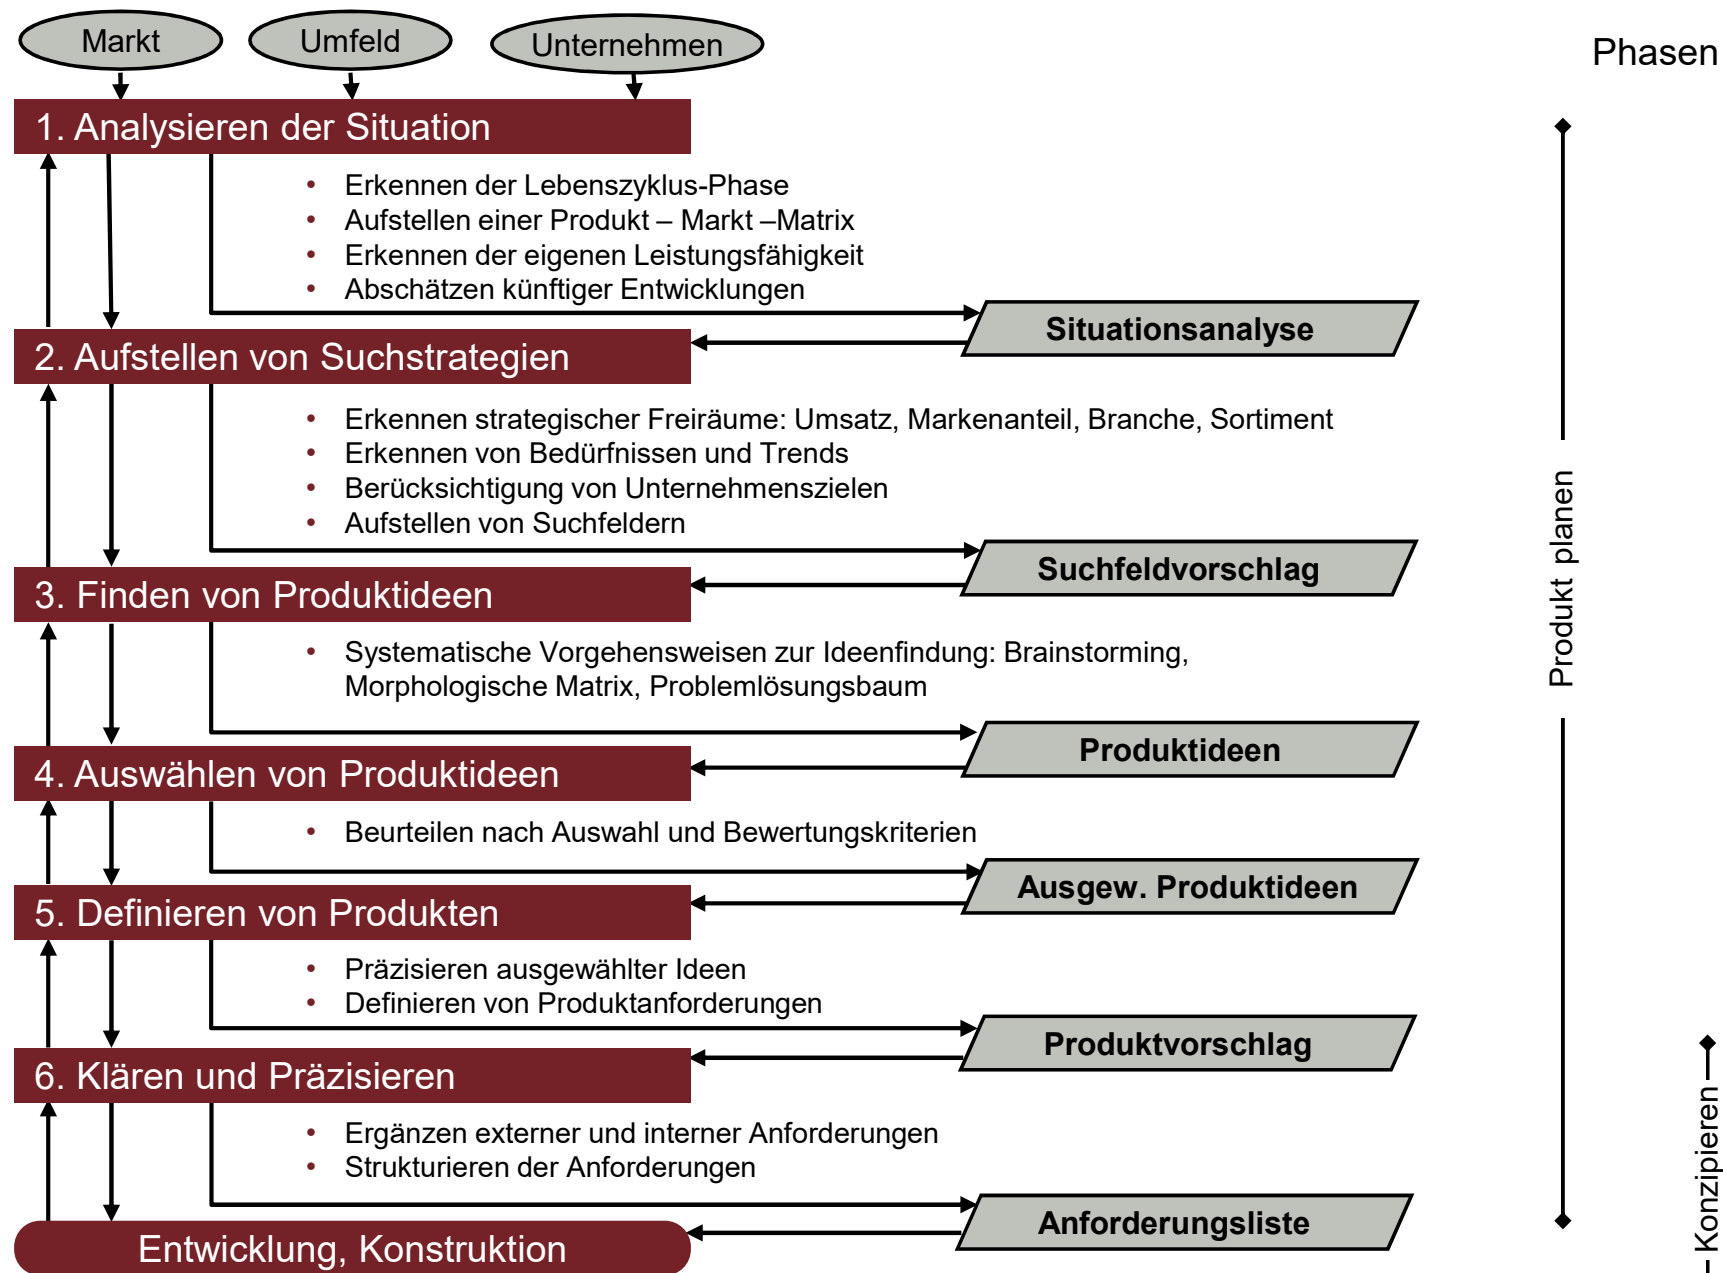 Markt
Umfeld
Unternehmen
Phasen
1. Analysieren der Situation
• Erkennen der Lebenszyklus-Phase
• Aufstellen einer Produkt – Markt –Matrix
• Erkennen der eigenen Leistungsfähigkeit
• Abschätzen künftiger Entwicklungen
Situationsanalyse
2. Aufstellen von Suchstrategien
• Erkennen strategischer Freiräume: Umsatz, Markenanteil, Branche, Sortiment
• Erkennen von Bedürfnissen und Trends
• Berücksichtigung von Unternehmenszielen
• Aufstellen von Suchfeldern
Suchfeldvorschlag
3. Finden von Produktideen
• Systematische Vorgehensweisen zur Ideenfindung: Brainstorming,
Morphologische Matrix, Problemlösungsbaum
Produktideen
4. Auswählen von Produktideen
• Beurteilen nach Auswahl und Bewertungskriterien
Ausgew. Produktideen
5. Definieren von Produkten
• Präzisieren ausgewählter Ideen
• Definieren von Produktanforderungen
Produktvorschlag
6. Klären und Präzisieren
• Ergänzen externer und interner Anforderungen
• Strukturieren der Anforderungen
Anforderungsliste
Entwicklung, Konstruktion
Produkt planen
Konzipieren